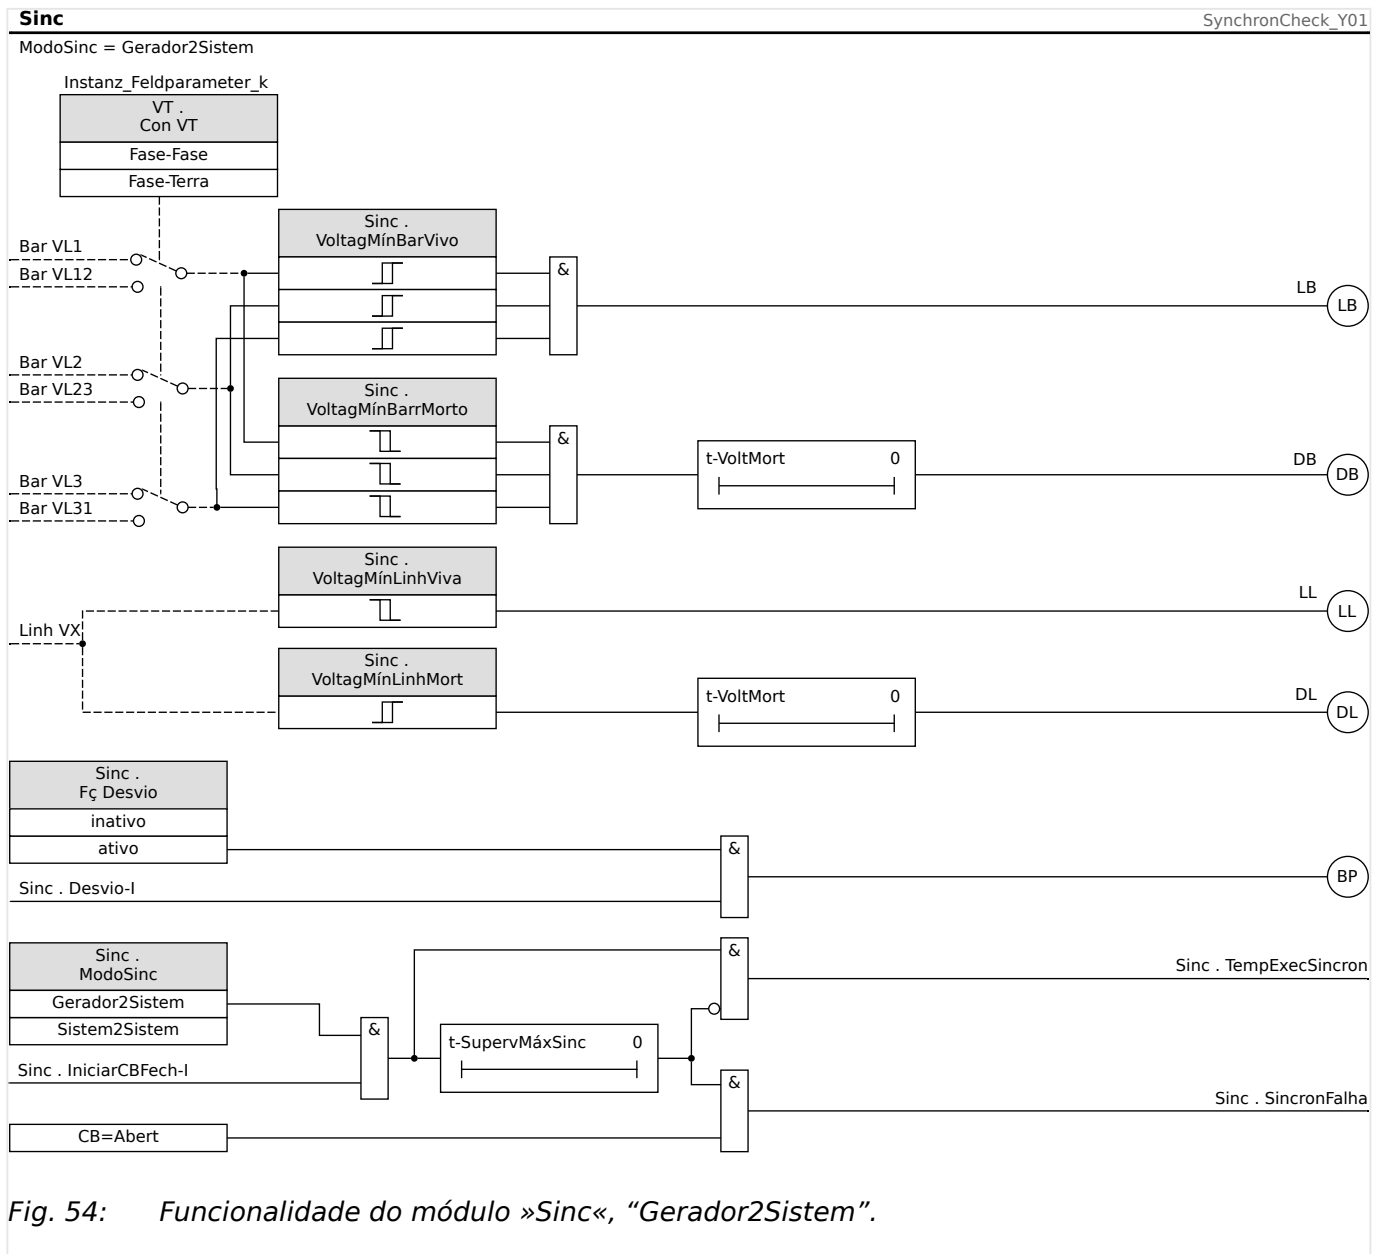 Sinc
SynchronCheck_Y01
ModoSinc = Gerador2Sistem
Instanz_Feldparameter_k
VT .
Con VT
Fase-Fase
Fase-Terra
Sinc .
VoltagMínBarVivo
Bar VL1
Bar VL12
&
LB
LB
Bar VL2
Bar VL23
Sinc .
VoltagMínBarrMorto
&
t-VoltMort 0
DB
DB
Bar VL3
Bar VL31
Sinc .
VoltagMínLinhViva
LL
LL
Linh VX
Sinc .
VoltagMínLinhMort
t-VoltMort 0
DL
DL
Sinc .
Fç Desvio
inativo
ativo
&
Sinc . Desvio-I
BP
Sinc .
ModoSinc
Gerador2Sistem
Sistem2Sistem
&
Sinc . TempExecSincron
&
t-SupervMáxSinc 0
Sinc . IniciarCBFech-I
&
Sinc . SincronFalha
CB=Abert
Fig. 54: Funcionalidade do módulo »Sinc«, “Gerador2Sistem”.